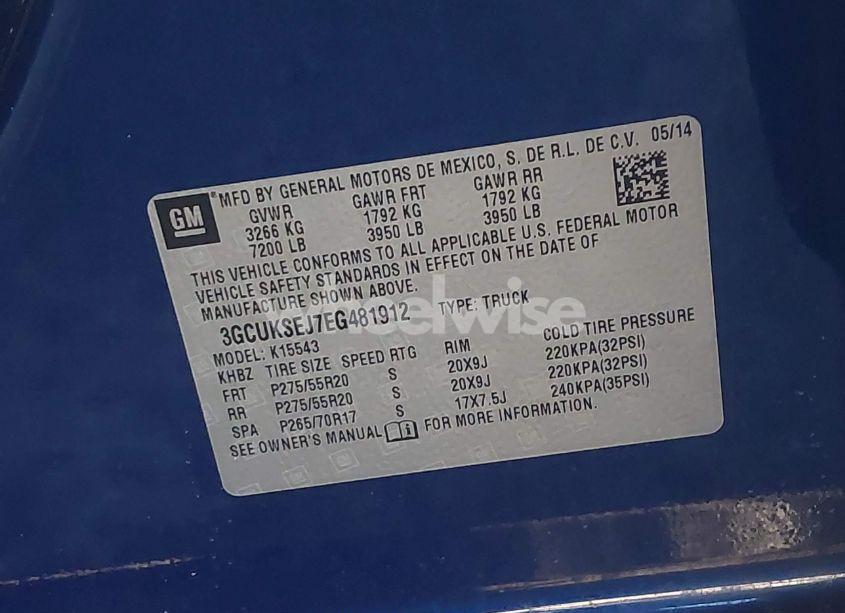 GM
*MFD BY GENERAL MOTORS DE MEXICO, S. DE R.L. DE C.V. 05/14
GVWR GAWR FRT GAWR RR
3266 KG 1792 KG 1792 KG
7200 LB 3950 LB 3950 LB
THIS VEHICLE CONFORMS TO ALL APPLICABLE U.S. FEDERAL MOTOR
VEHICLE SAFETY STANDARDS IN EFFECT ON THE DATE OF
MANUFACTURE SHOWN ABOVE.
3GCUKSEJ7EG481912 TYPE: TRUCK
MODEL: K15543
KHBZ TIRE SIZE SPEED RTG RIM COLD TIRE PRESSURE
FRT P275/55R20 S 20X9J 220KPA(32PSI)
RR P275/55R20 S 20X9J 220KPA(32PSI)
SPA P265/70R17 S 17X7.5J 240KPA(35PSI)
SEE OWNER'S MANUAL FOR MORE INFORMATION.
wheelwise